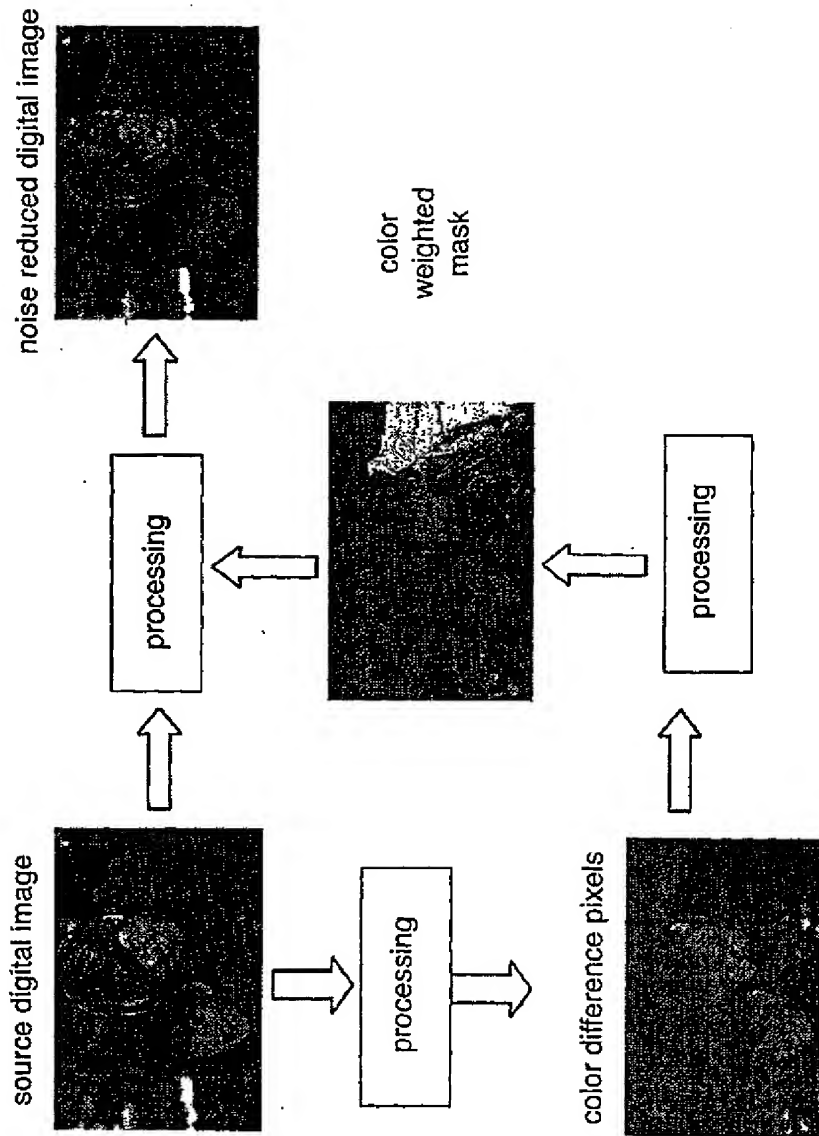 source digital image
noise reduced digital image
processing
processing
color
weighted
mask
color difference pixels
processing